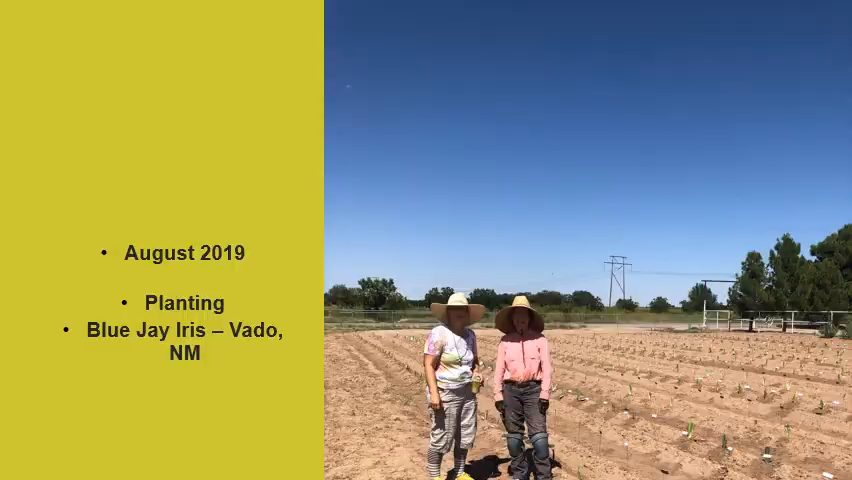 • August 2019
• Planting
• Blue Jay Iris – Vado,
NM